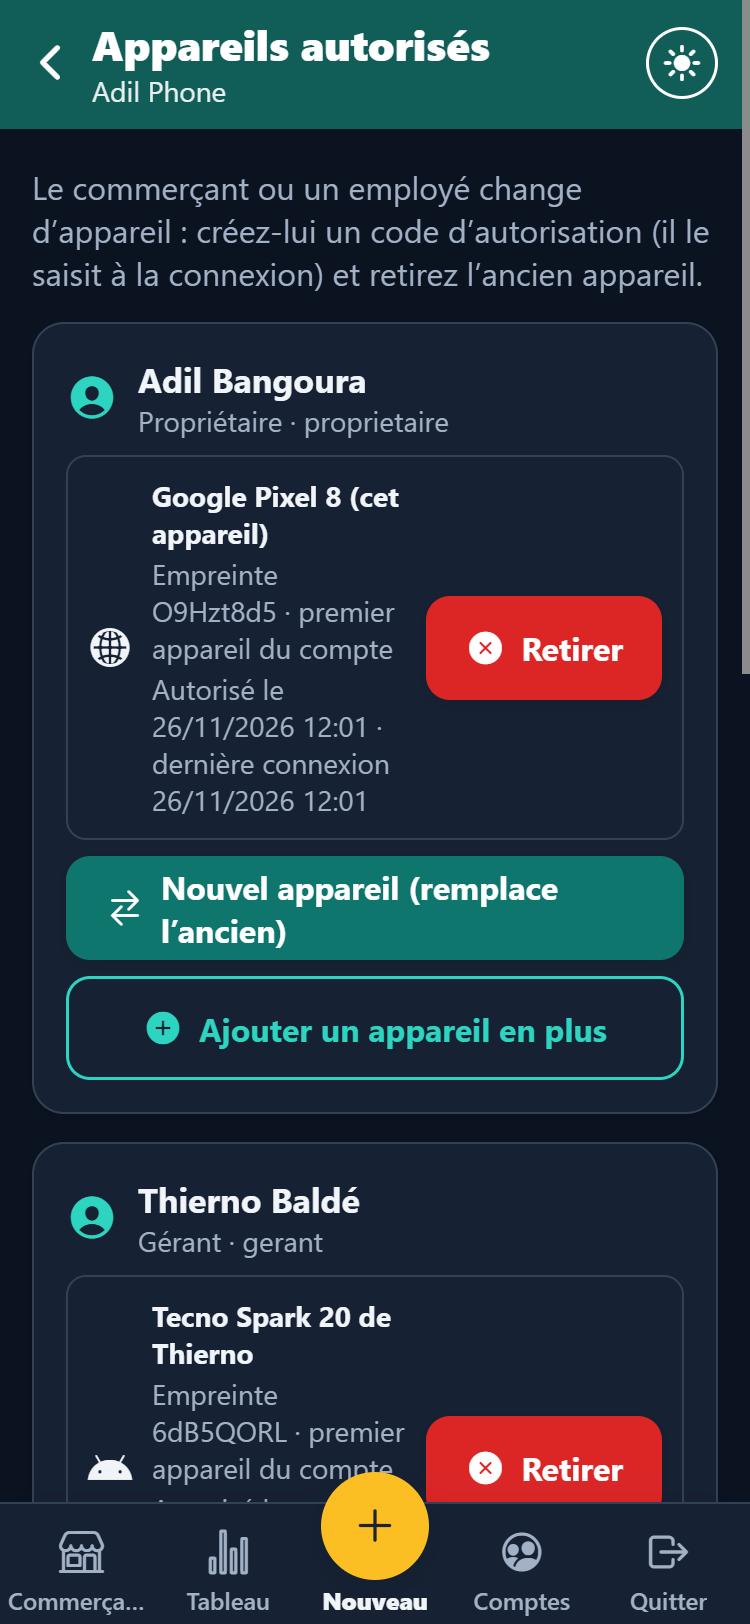 Appareils autorisés
Adil Phone
Le commerçant ou un employé change
d’appareil : créez-lui un code d’autorisation (il le
saisit à la connexion) et retirez l’ancien appareil.
Adil Bangoura
Propriétaire · proprietaire
Google Pixel 8 (cet
appareil)
Empreinte
O9Hzt8d5 · premier
appareil du compte
Autorisé le
26/11/2026 12:01 ·
dernière connexion
26/11/2026 12:01
Retirer
Nouvel appareil (remplace
l’ancien)
Ajouter un appareil en plus
Thierno Baldé
Gérant · gerant
Tecno Spark 20 de
Thierno
Empreinte
6dB5QORL · premier
appareil du compte
Retirer
Commerça...
Tableau
Nouveau
Comptes
Quitter